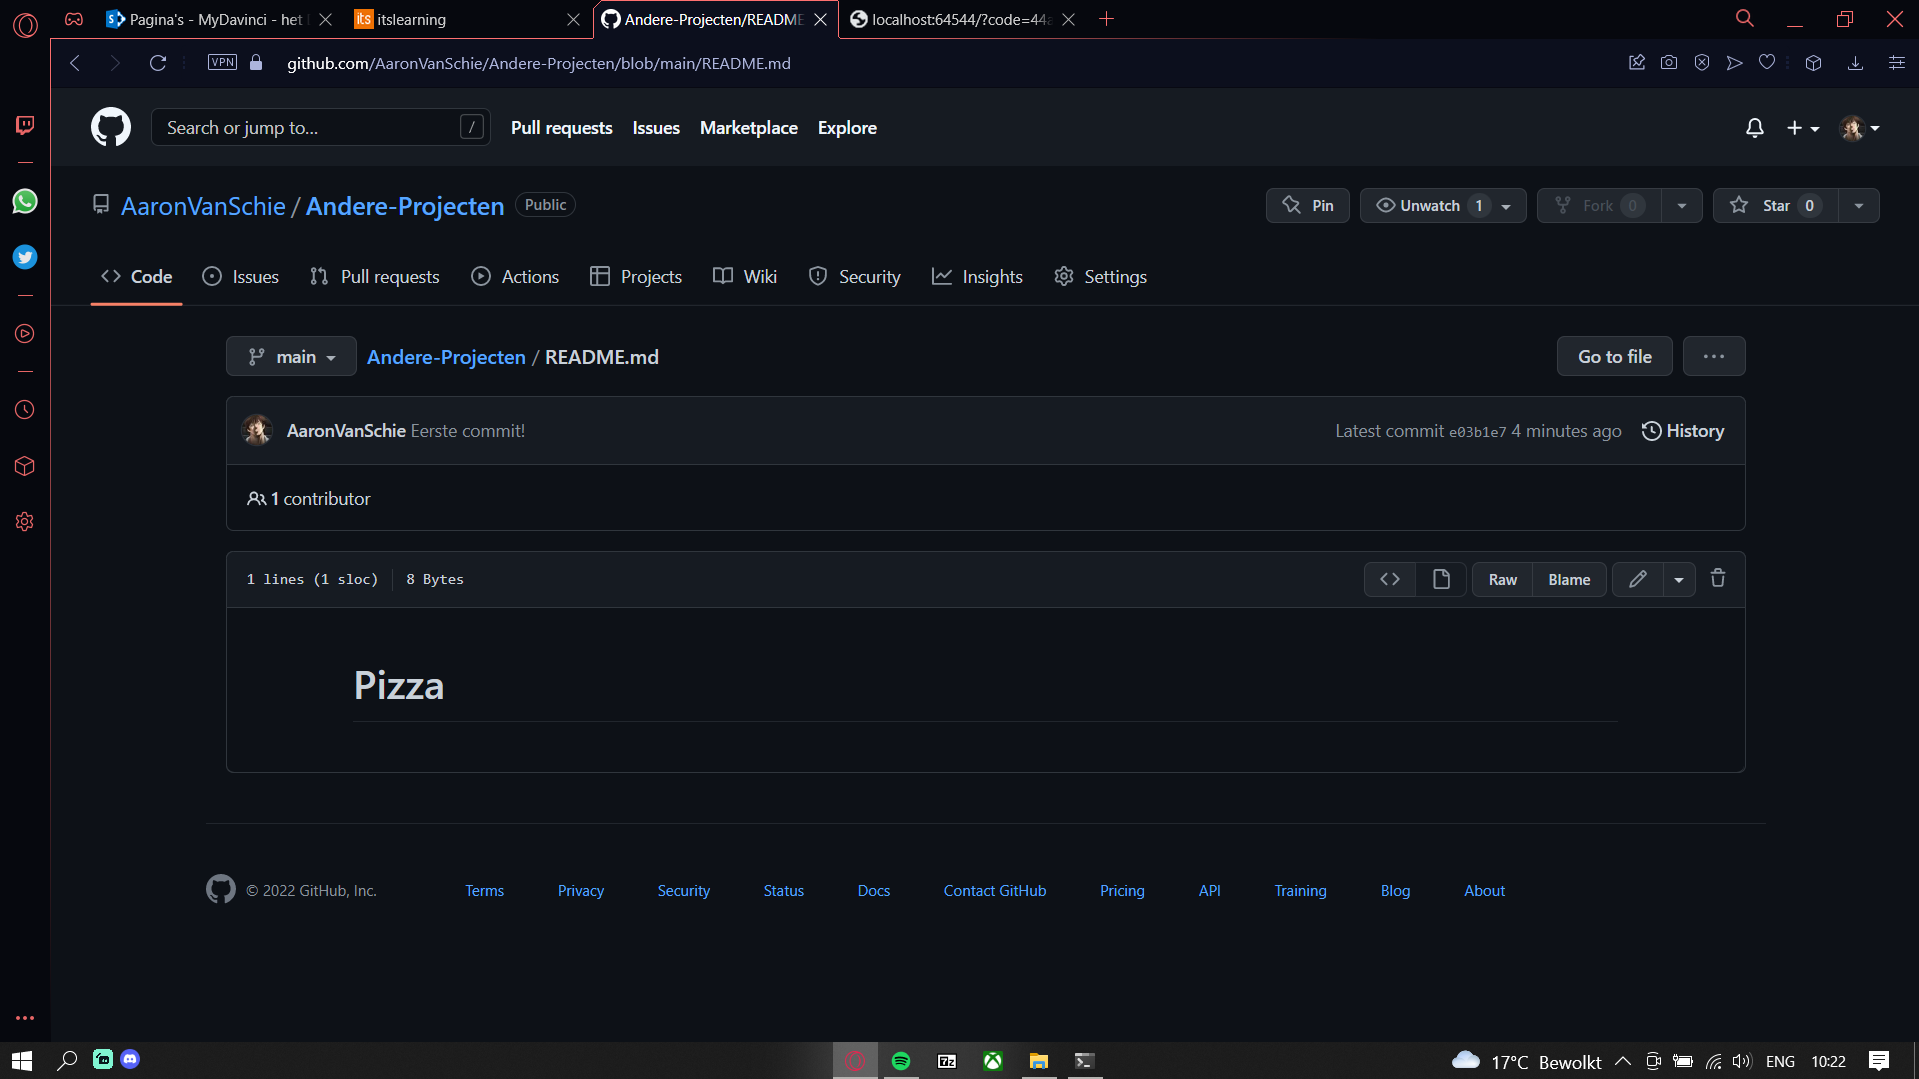 Pagina's - MyDavinci - het
its itslearning
Andere-Projecten/README
localhost:64544/?code=44a
VPN
github.com/AaronVanSchie/Andere-Projecten/blob/main/README.md
Search or jump to... /
Pull requests Issues Marketplace Explore
AaronVanSchie / Andere-Projecten Public
Pin Unwatch 1 Fork 0 Star 0
Code Issues Pull requests Actions Projects Wiki Security Insights Settings
main Andere-Projecten / README.md Go to file ...
AaronVanSchie Eerste commit! Latest commit e03b1e7 4 minutes ago History
1 contributor
1 lines (1 sloc) 8 Bytes Raw Blame
Pizza
© 2022 GitHub, Inc. Terms Privacy Security Status Docs Contact GitHub Pricing API Training Blog About
7z 17°C Bewolkt ENG 10:22